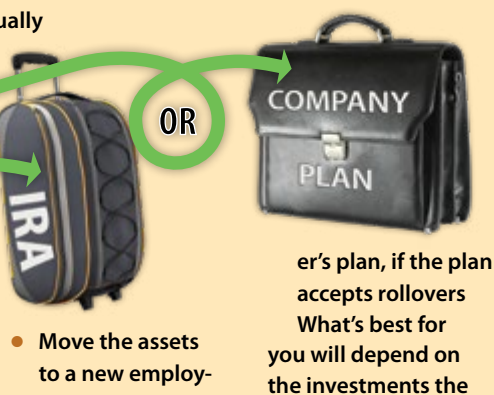 ually
IRA
OR
COMPANY
PLAN
• Move the assets
to a new employ-
er's plan, if the plan
accepts rollovers
What's best for
you will depend on
the investments the